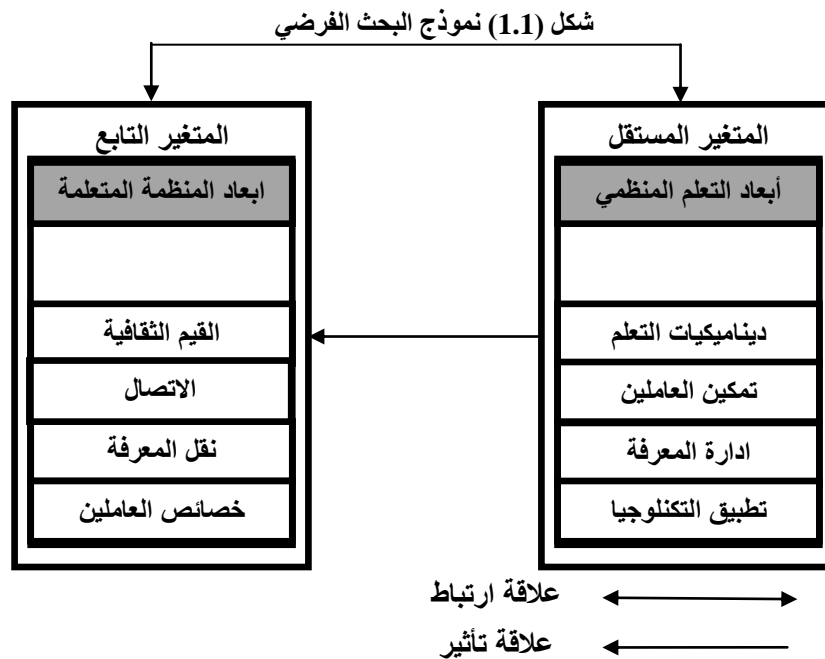 شكل (1.1) نموذج البحث الفرضي
المتغير المستقل
أبعاد التعلم المنظمي
ديناميكيات التعلم
تمكين العاملين
ادارة المعرفة
تطبيق التكنلوجيا
المتغير التابع
ابعاد المنظمة المتعلمة
القيم الثقافية
الاتصال
نقل المعرفة
خصائص العاملين
علاقة ارتباط
علاقة تأثير